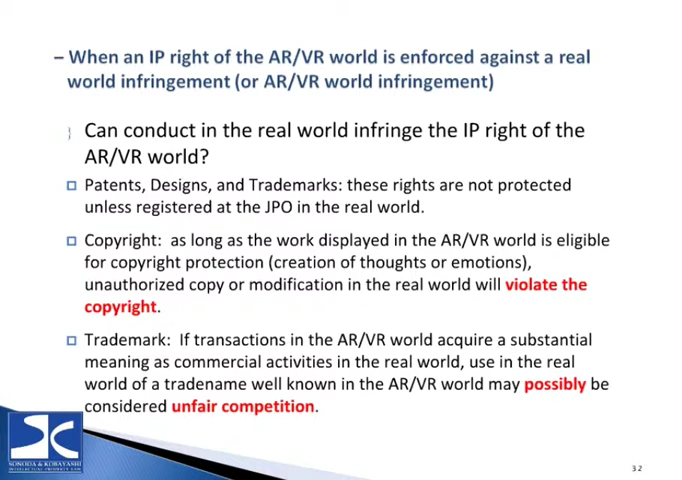 – When an IP right of the AR/VR world is enforced against a real
world infringement (or AR/VR world infringement)
Can conduct in the real world infringe the IP right of the
AR/VR world?
Patents, Designs, and Trademarks: these rights are not protected
unless registered at the JPO in the real world.
Copyright: as long as the work displayed in the AR/VR world is eligible
for copyright protection (creation of thoughts or emotions),
unauthorized copy or modification in the real world will violate the
copyright.
Trademark: If transactions in the AR/VR world acquire a substantial
meaning as commercial activities in the real world, use in the real
world of a tradename well known in the AR/VR world may possibly be
considered unfair competition.
SONODA & KOBAYASHI
INTELLECTUAL PROPERTY LAW
32